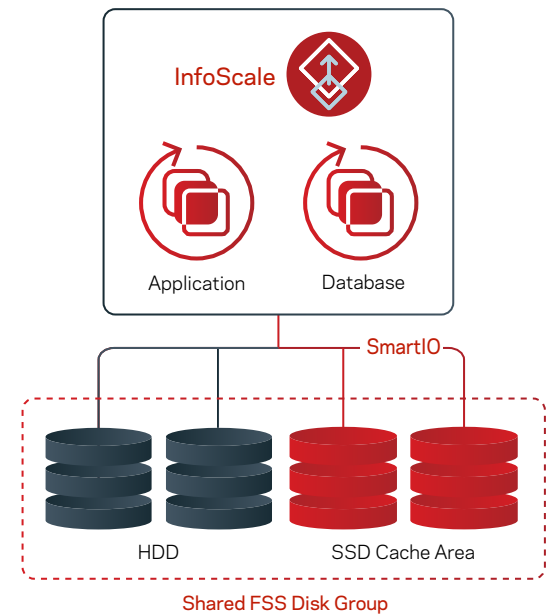 InfoScale
Application
Database
SmartIO
HDD
SSD Cache Area
Shared FSS Disk Group